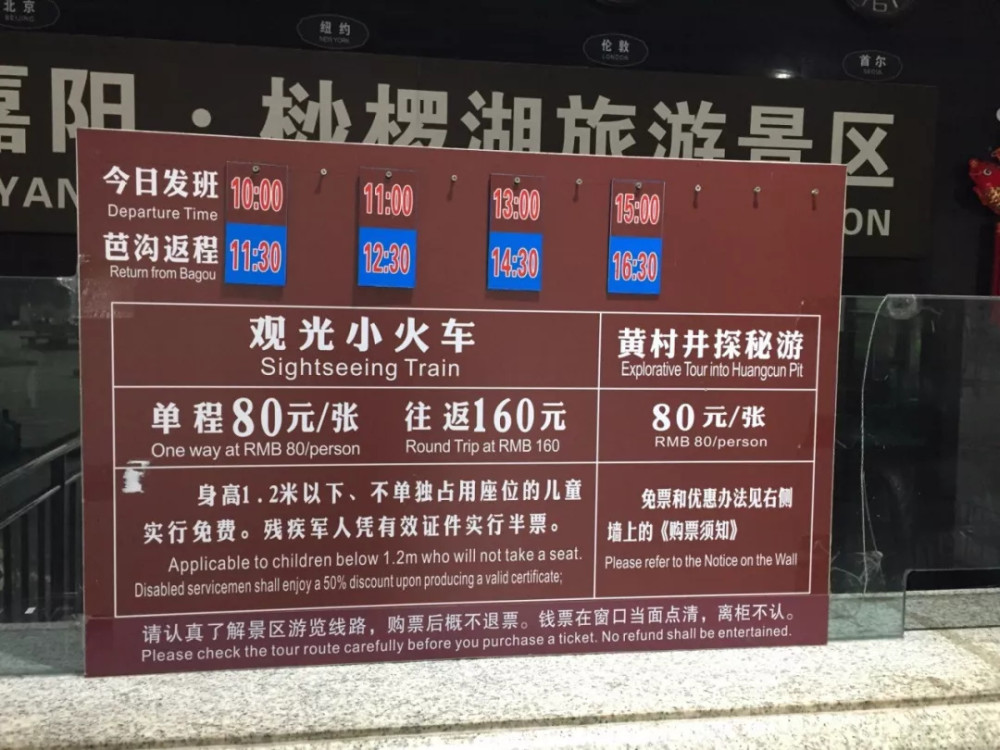 北京
BEIJING
纽约
NEW YORK
伦敦
LONDON
首尔
嘉阳·桫椤湖旅游景区
YAN
ON
今日发班 10:00 11:00 13:00 15:00
Departure Time
芭沟返程 11:30 12:30 14:30 16:30
Return from Bagou
观光小火车
Sightseeing Train
黄村井探秘游
Explorative Tour into Huangcun Pit
单程80元/张 往返160元
One way at RMB 80/person Round Trip at RMB 160
80元/张
RMB 80/person
身高1.2米以下、不单独占用座位的儿童
实行免费。残疾军人凭有效证件实行半票。
Applicable to children below 1.2m who will not take a seat.
Disabled servicemen shall enjoy a 50% discount upon producing a valid certificate;
免票和优惠办法见右侧
墙上的《购票须知》
Please refer to the Notice on the Wall
请认真了解景区游览线路，购票后概不退票。钱票在窗口当面点清，离柜不认。
Please check the tour route carefully before you purchase a ticket. No refund shall be entertained.